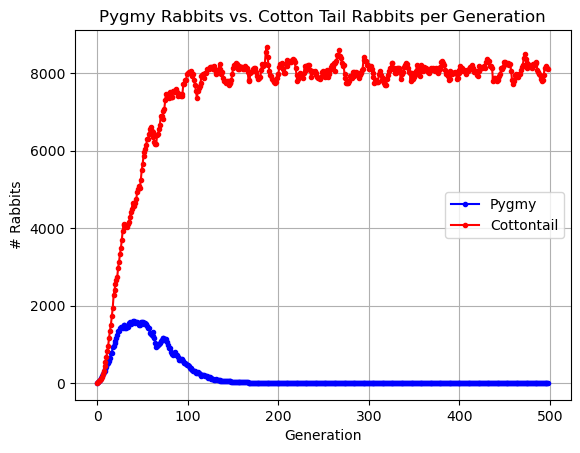 Pygmy Rabbits vs. Cotton Tail Rabbits per Generation
# Rabbits
8000
6000
4000
2000
0
Pygmy
Cottontail
0 100 200 300 400 500
Generation